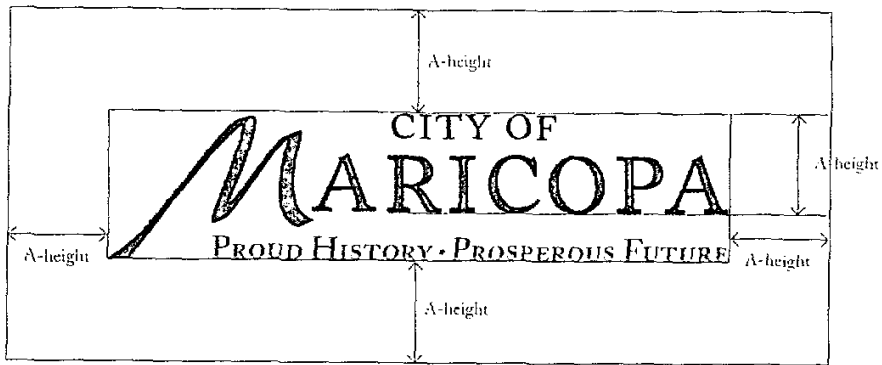 A-height
CITY OF
MARICOPA
A-height
PROUD HISTORY · PROSPEROUS FUTURE
A-height
A-height
A-height